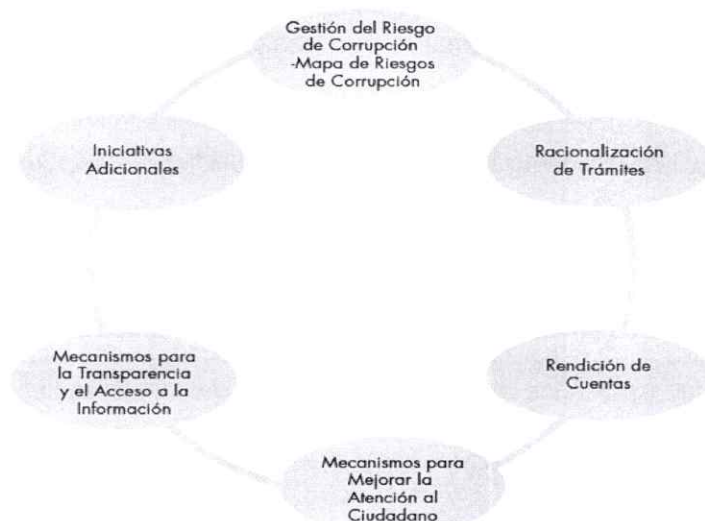 Gestión del Riesgo
de Corrupción
-Mapa de Riesgos
de Corrupción
Iniciativas
Adicionales
Racionalización
de Trámites
Mecanismos para
la Transparencia
y el Acceso a la
Información
Rendición de
Cuentas
Mecanismos para
Mejorar la
Atención al
Ciudadano